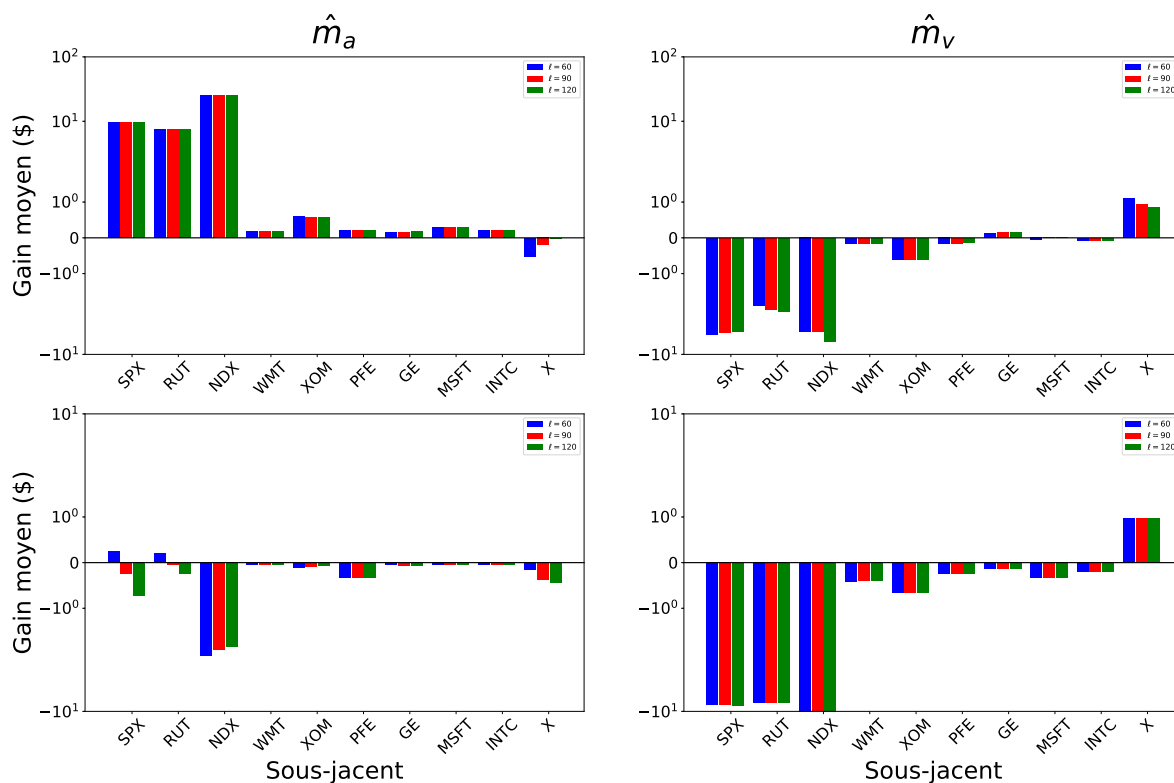 $\hat{m}_a$
$\hat{m}_v$
Gain moyen ($)
10²
10¹
10⁰
0
−10⁰
−10¹
ℓ = 60
ℓ = 90
ℓ = 120
SPX RUT NDX WMT XOM PFE GE MSFT INTC X
10²
10¹
10⁰
0
−10⁰
−10¹
ℓ = 60
ℓ = 90
ℓ = 120
SPX RUT NDX WMT XOM PFE GE MSFT INTC X
Gain moyen ($)
10¹
10⁰
0
−10⁰
−10¹
ℓ = 60
ℓ = 90
ℓ = 120
SPX RUT NDX WMT XOM PFE GE MSFT INTC X
Sous-jacent
10¹
10⁰
0
−10⁰
−10¹
ℓ = 60
ℓ = 90
ℓ = 120
SPX RUT NDX WMT XOM PFE GE MSFT INTC X
Sous-jacent